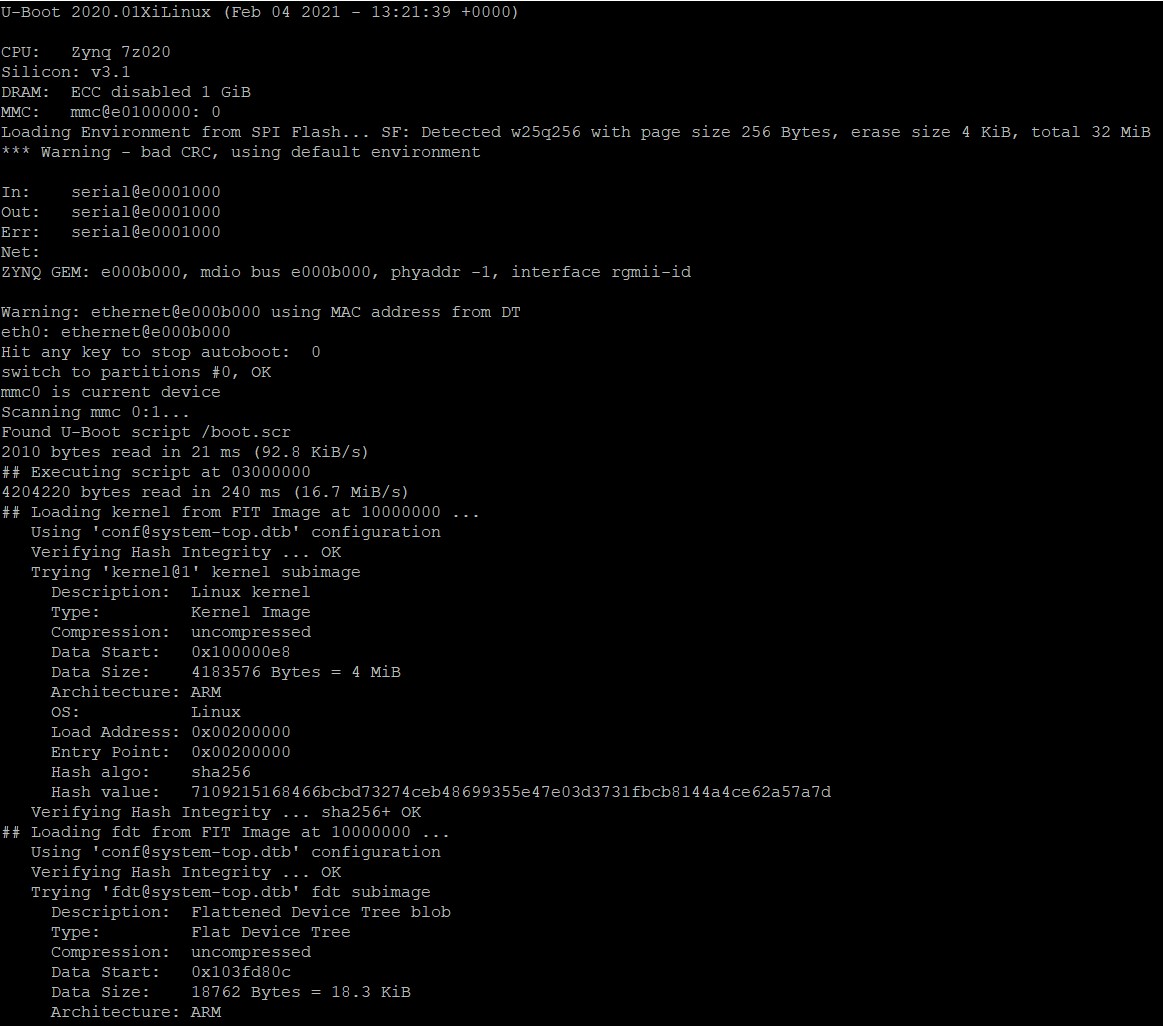 U-Boot 2020.01XiLinux (Feb 04 2021 - 13:21:39 +0000)
CPU:   Zynq 7z020
Silicon: v3.1
DRAM:  ECC disabled 1 GiB
MMC:   mmc@e0100000: 0
Loading Environment from SPI Flash... SF: Detected w25q256 with page size 256 Bytes, erase size 4 KiB, total 32 MiB
*** Warning - bad CRC, using default environment
In:    serial@e0001000
Out:   serial@e0001000
Err:   serial@e0001000
Net:
ZYNQ GEM: e000b000, mdio bus e000b000, phyaddr -1, interface rgmii-id
Warning: ethernet@e000b000 using MAC address from DT
eth0: ethernet@e000b000
Hit any key to stop autoboot:  0
switch to partitions #0, OK
mmc0 is current device
Scanning mmc 0:1...
Found U-Boot script /boot.scr
2010 bytes read in 21 ms (92.8 KiB/s)
## Executing script at 03000000
4204220 bytes read in 240 ms (16.7 MiB/s)
## Loading kernel from FIT Image at 10000000 ...
   Using 'conf@system-top.dtb' configuration
   Verifying Hash Integrity ... OK
   Trying 'kernel@1' kernel subimage
     Description:  Linux kernel
     Type:         Kernel Image
     Compression:  uncompressed
     Data Start:   0x100000e8
     Data Size:    4183576 Bytes = 4 MiB
     Architecture: ARM
     OS:           Linux
     Load Address: 0x00200000
     Entry Point:  0x00200000
     Hash algo:    sha256
     Hash value:   7109215168466bcbd73274ceb48699355e47e03d3731fbcb8144a4ce62a57a7d
   Verifying Hash Integrity ... sha256+ OK
## Loading fdt from FIT Image at 10000000 ...
   Using 'conf@system-top.dtb' configuration
   Verifying Hash Integrity ... OK
   Trying 'fdt@system-top.dtb' fdt subimage
     Description:  Flattened Device Tree blob
     Type:         Flat Device Tree
     Compression:  uncompressed
     Data Start:   0x103fd80c
     Data Size:    18762 Bytes = 18.3 KiB
     Architecture: ARM